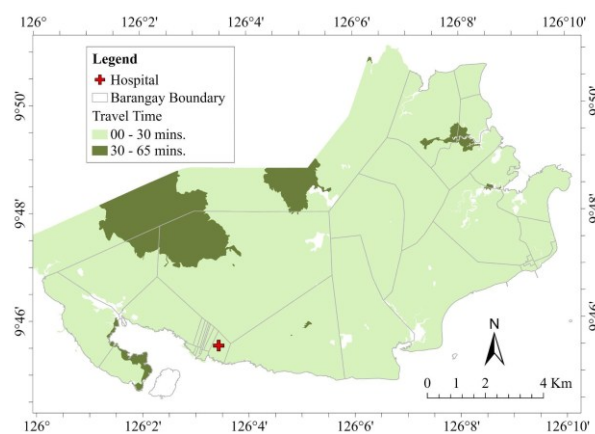 126° 126°2' 126°4' 126°6' 126°8' 126°10'
Legend
Hospital
Barangay Boundary
Travel Time
00 - 30 mins.
30 - 65 mins.
9°50'
9°50'
9°48'
9°48'
9°46'
9°46'
N
0 1 2 4 Km
126° 126°2' 126°4' 126°6' 126°8' 126°10'